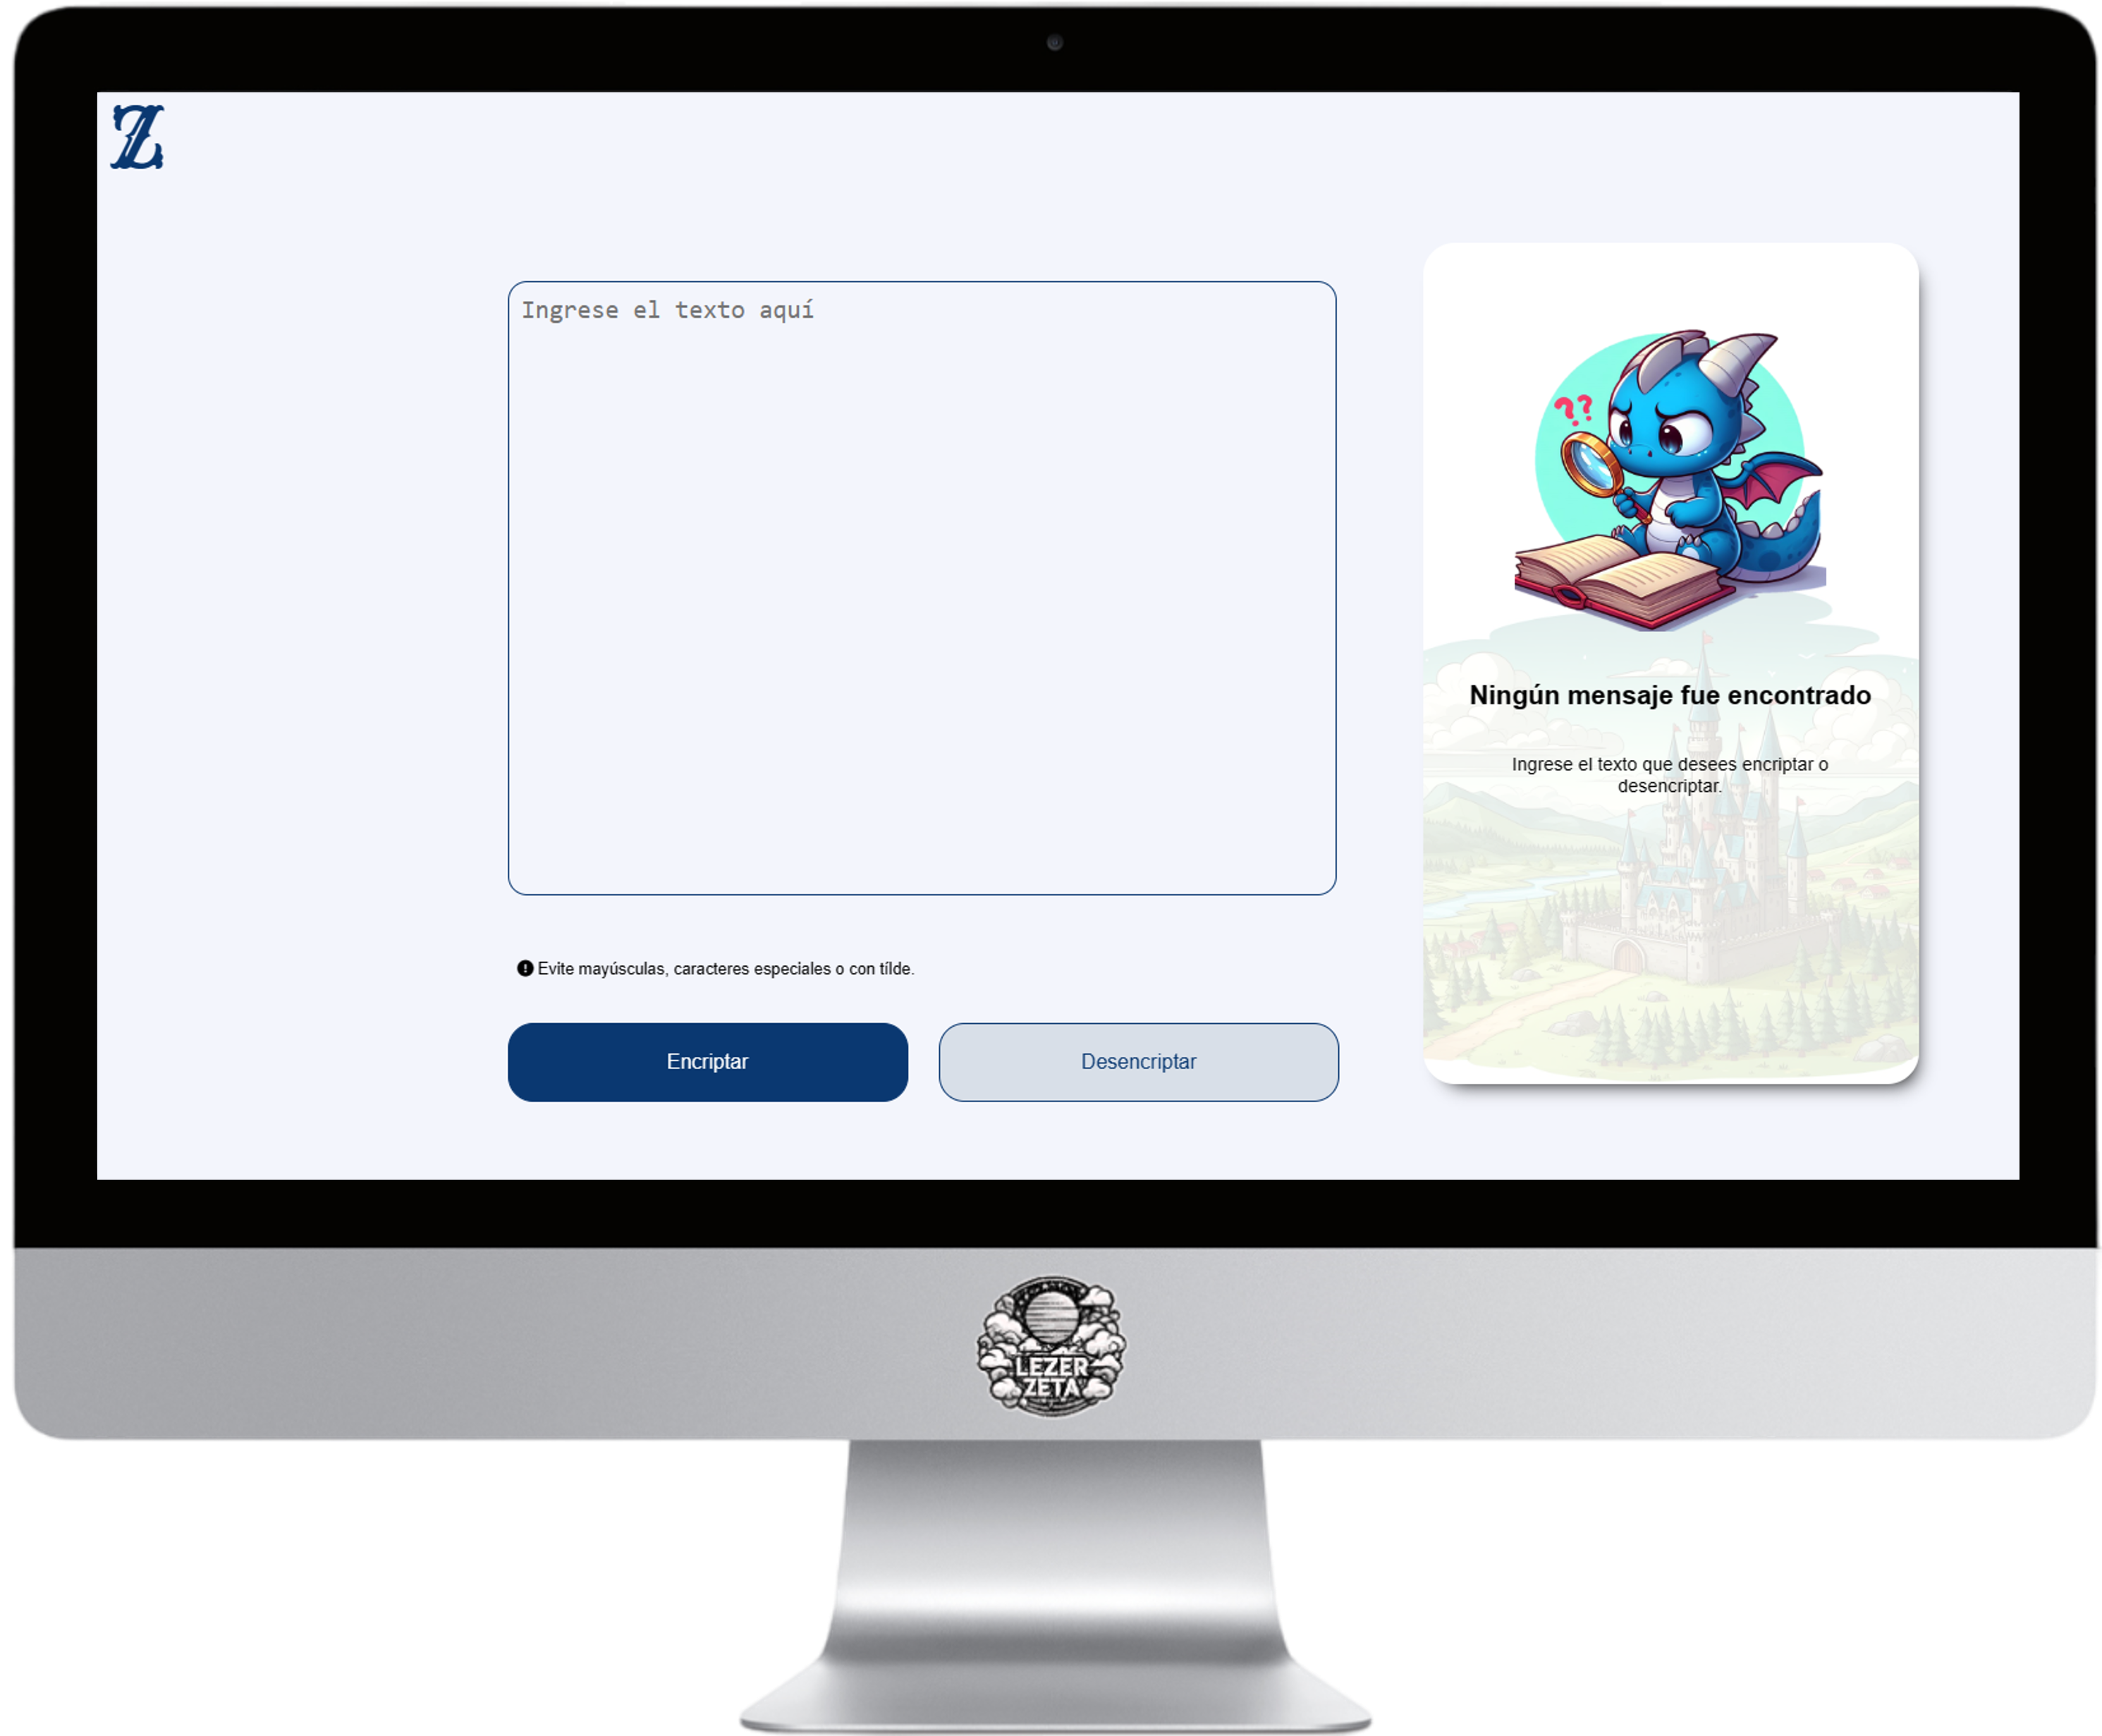 Z
Ingrese el texto aquí
Evite mayúsculas, caracteres especiales o con tílde.
Encriptar
Desencriptar
??
Ningún mensaje fue encontrado
Ingrese el texto que desees encriptar o
desencriptar.
LEZER
ZETA